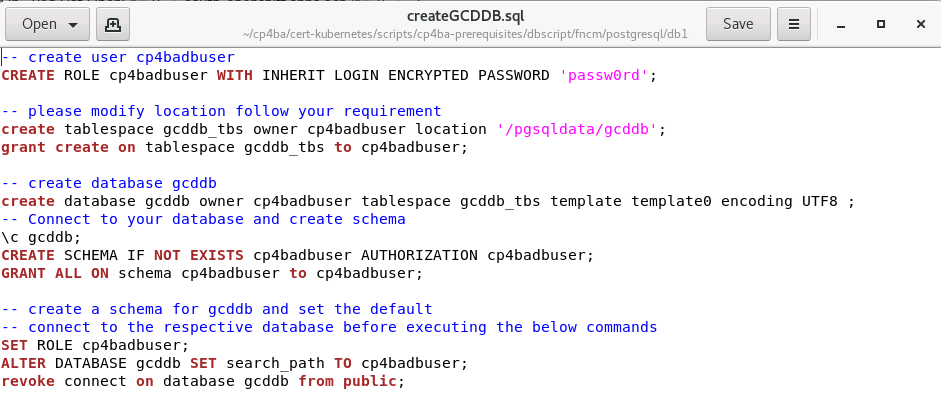 Open
createGCDDB.sql
~/cp4ba/cert-kubernetes/scripts/cp4ba-prerequisites/dbscript/fncm/postgresql/db1
Save
-- create user cp4badbuser
CREATE ROLE cp4badbuser WITH INHERIT LOGIN ENCRYPTED PASSWORD 'passw0rd';
-- please modify location follow your requirement
create tablespace gcddb_tbs owner cp4badbuser location '/pgsqldata/gcddb';
grant create on tablespace gcddb_tbs to cp4badbuser;
-- create database gcddb
create database gcddb owner cp4badbuser tablespace gcddb_tbs template template0 encoding UTF8 ;
-- Connect to your database and create schema
\c gcddb;
CREATE SCHEMA IF NOT EXISTS cp4badbuser AUTHORIZATION cp4badbuser;
GRANT ALL ON schema cp4badbuser to cp4badbuser;
-- create a schema for gcddb and set the default
-- connect to the respective database before executing the below commands
SET ROLE cp4badbuser;
ALTER DATABASE gcddb SET search_path TO cp4badbuser;
revoke connect on database gcddb from public;